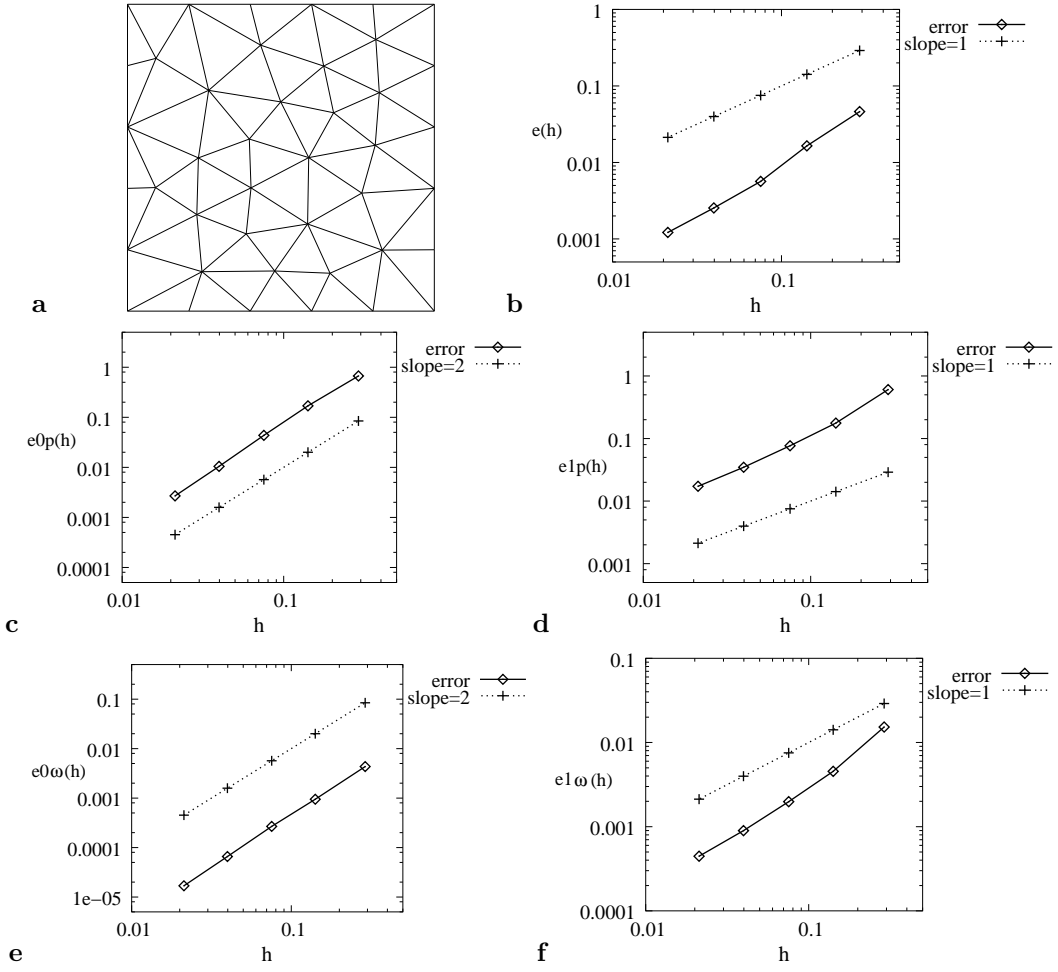 a
1
0.1
0.01
0.001
e(h)
0.01
0.1
h
error
slope=1
b
1
0.1
0.01
0.001
0.0001
e0p(h)
0.01
0.1
h
error
slope=2
c
1
0.1
0.01
0.001
e1p(h)
0.01
0.1
h
error
slope=1
d
0.1
0.01
0.001
0.0001
1e−05
e0ω(h)
0.01
0.1
h
error
slope=2
e
0.1
0.01
0.001
0.0001
e1ω(h)
0.01
0.1
h
error
slope=1
f